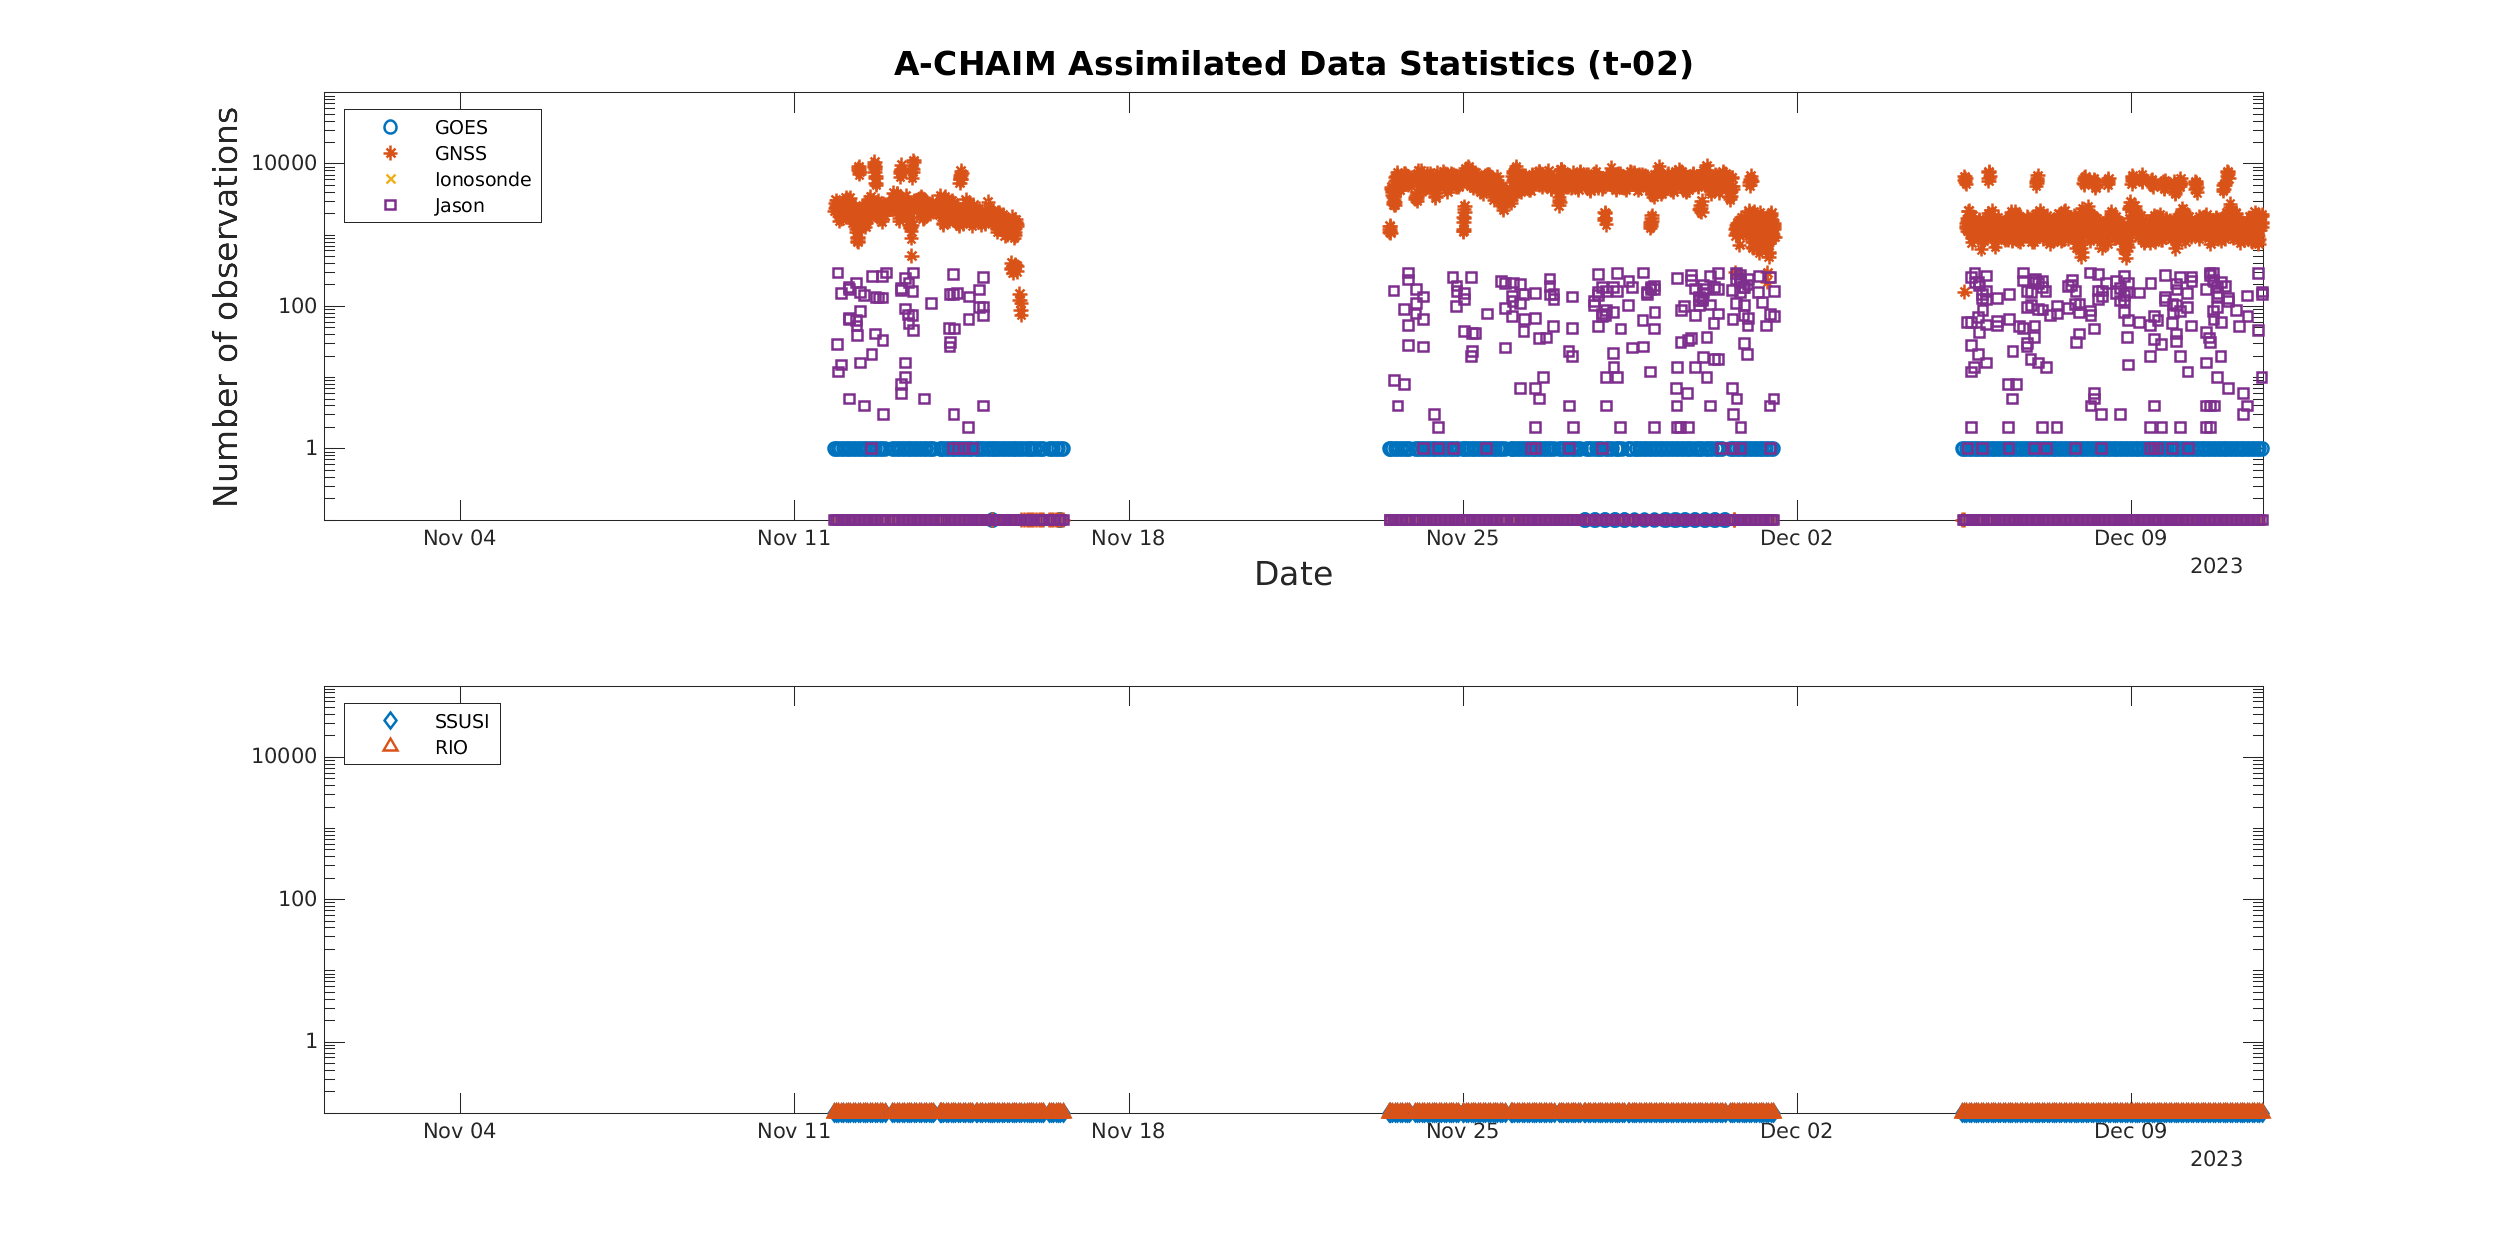 A-CHAIM Assimilated Data Statistics (t-02)
Number of observations
10000
100
1
GOES
GNSS
Ionosonde
Jason
Nov 04 Nov 11 Nov 18 Nov 25 Dec 02 Dec 09
2023
Date
10000
100
1
SSUSI
RIO
Nov 04 Nov 11 Nov 18 Nov 25 Dec 02 Dec 09
2023